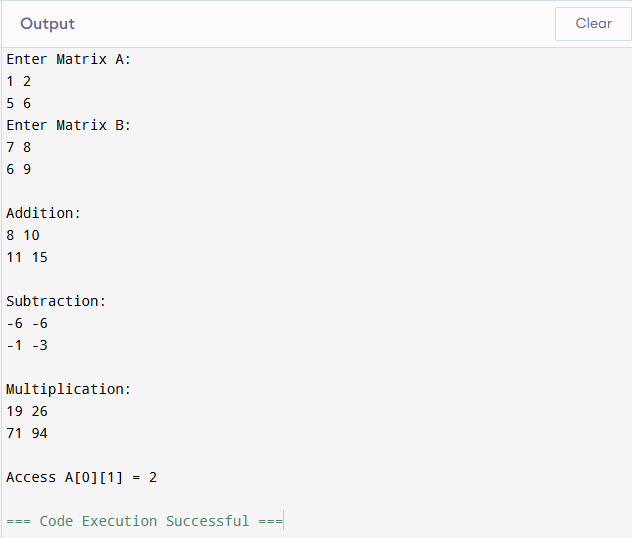 Output
Clear
Enter Matrix A:
1 2
5 6
Enter Matrix B:
7 8
6 9
Addition:
8 10
11 15
Subtraction:
-6 -6
-1 -3
Multiplication:
19 26
71 94
Access A[0][1] = 2
=== Code Execution Successful ===